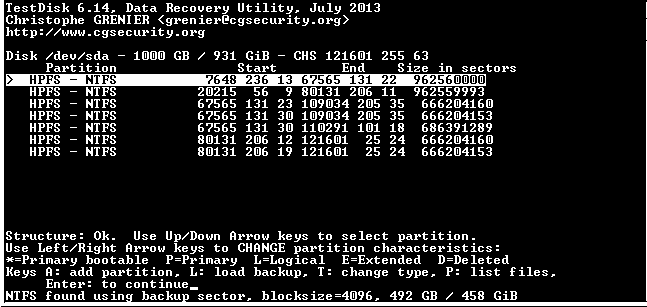 TestDisk 6.14, Data Recovery Utility, July 2013
Christophe GRENIER <grenier@cgsecurity.org>
http://www.cgsecurity.org
Disk /dev/sda - 1000 GB / 931 GiB - CHS 121601 255 63
Partition Start End Size in sectors
> HPFS - NTFS 7648 236 13 67565 131 22 962560000
HPFS - NTFS 20215 56 9 80131 206 11 962559993
HPFS - NTFS 67565 131 23 109034 205 35 666204160
HPFS - NTFS 67565 131 30 109034 205 35 666204153
HPFS - NTFS 67565 131 30 110291 101 18 686391289
HPFS - NTFS 80131 206 12 121601 25 24 666204160
HPFS - NTFS 80131 206 19 121601 25 24 666204153
Structure: Ok. Use Up/Down Arrow keys to select partition.
Use Left/Right Arrow keys to CHANGE partition characteristics:
*=Primary bootable P=Primary L=Logical E=Extended D=Deleted
Keys A: add partition, L: load backup, T: change type, P: list files,
Enter: to continue_
NTFS found using backup sector, blocksize=4096, 492 GB / 458 GiB